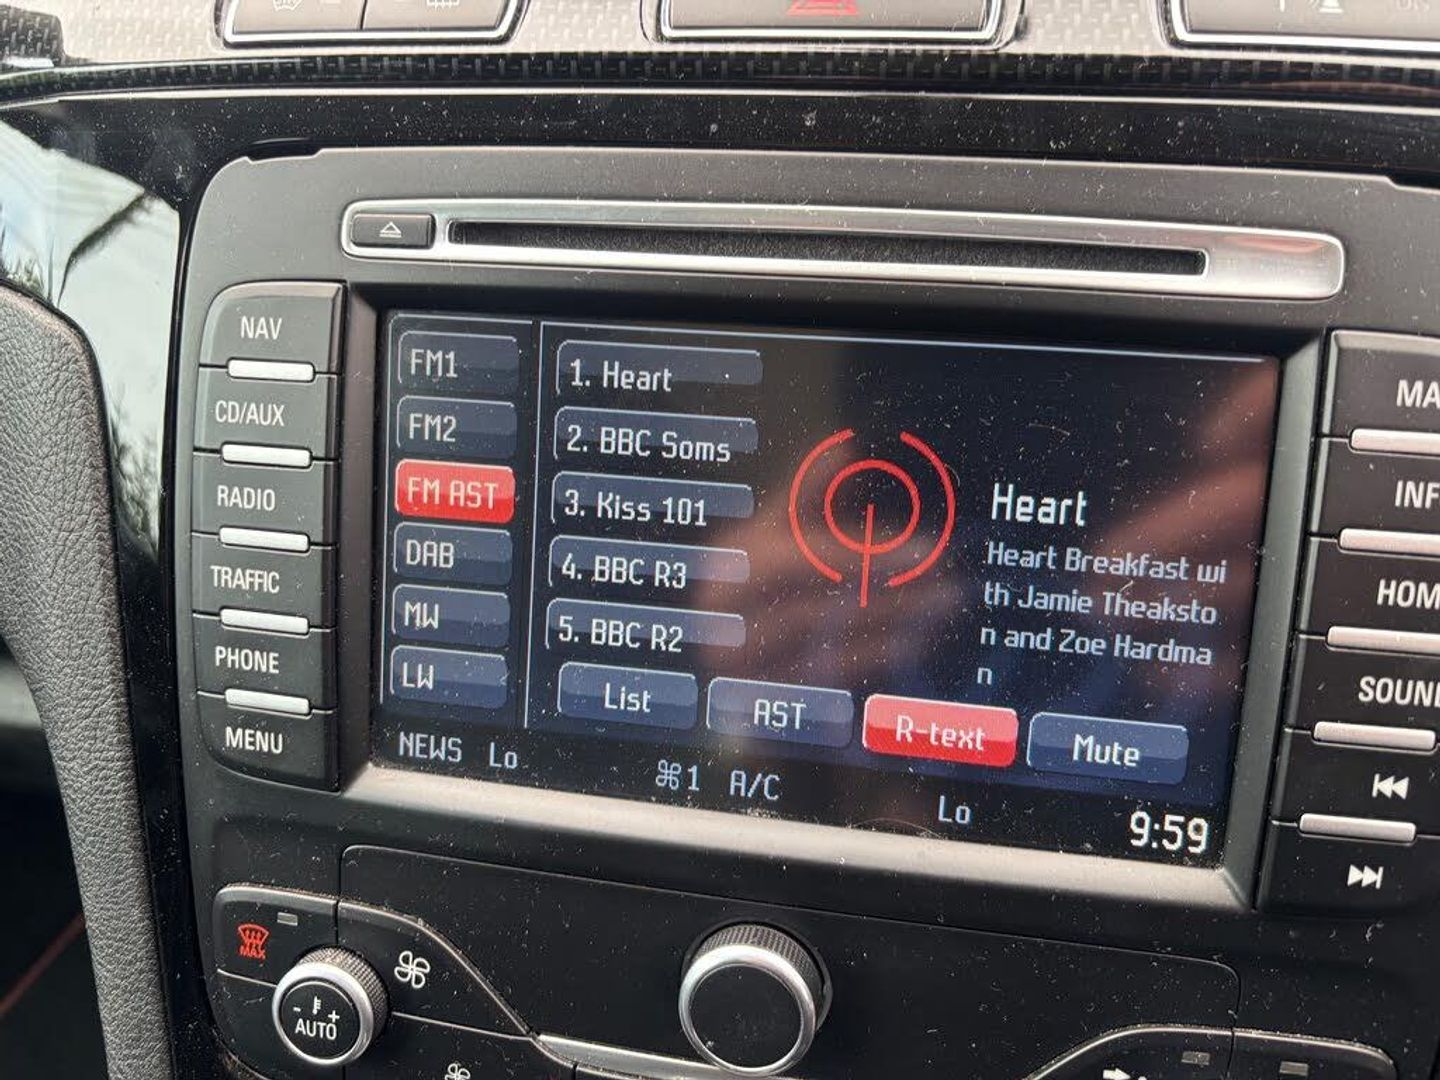 NAV
CD/AUX
RADIO
TRAFFIC
PHONE
MENU
FM1
FM2
FM AST
DAB
MW
LW
1. Heart
2. BBC Soms
3. Kiss 101
4. BBC R3
5. BBC R2
Heart
Heart Breakfast wi
th Jamie Theaksto
n and Zoe Hardma
n
List
AST
R-text
Mute
NEWS Lo
1 A/C
Lo
9:59
MA
INF
HOM
SOUN
MAX
- +
AUTO